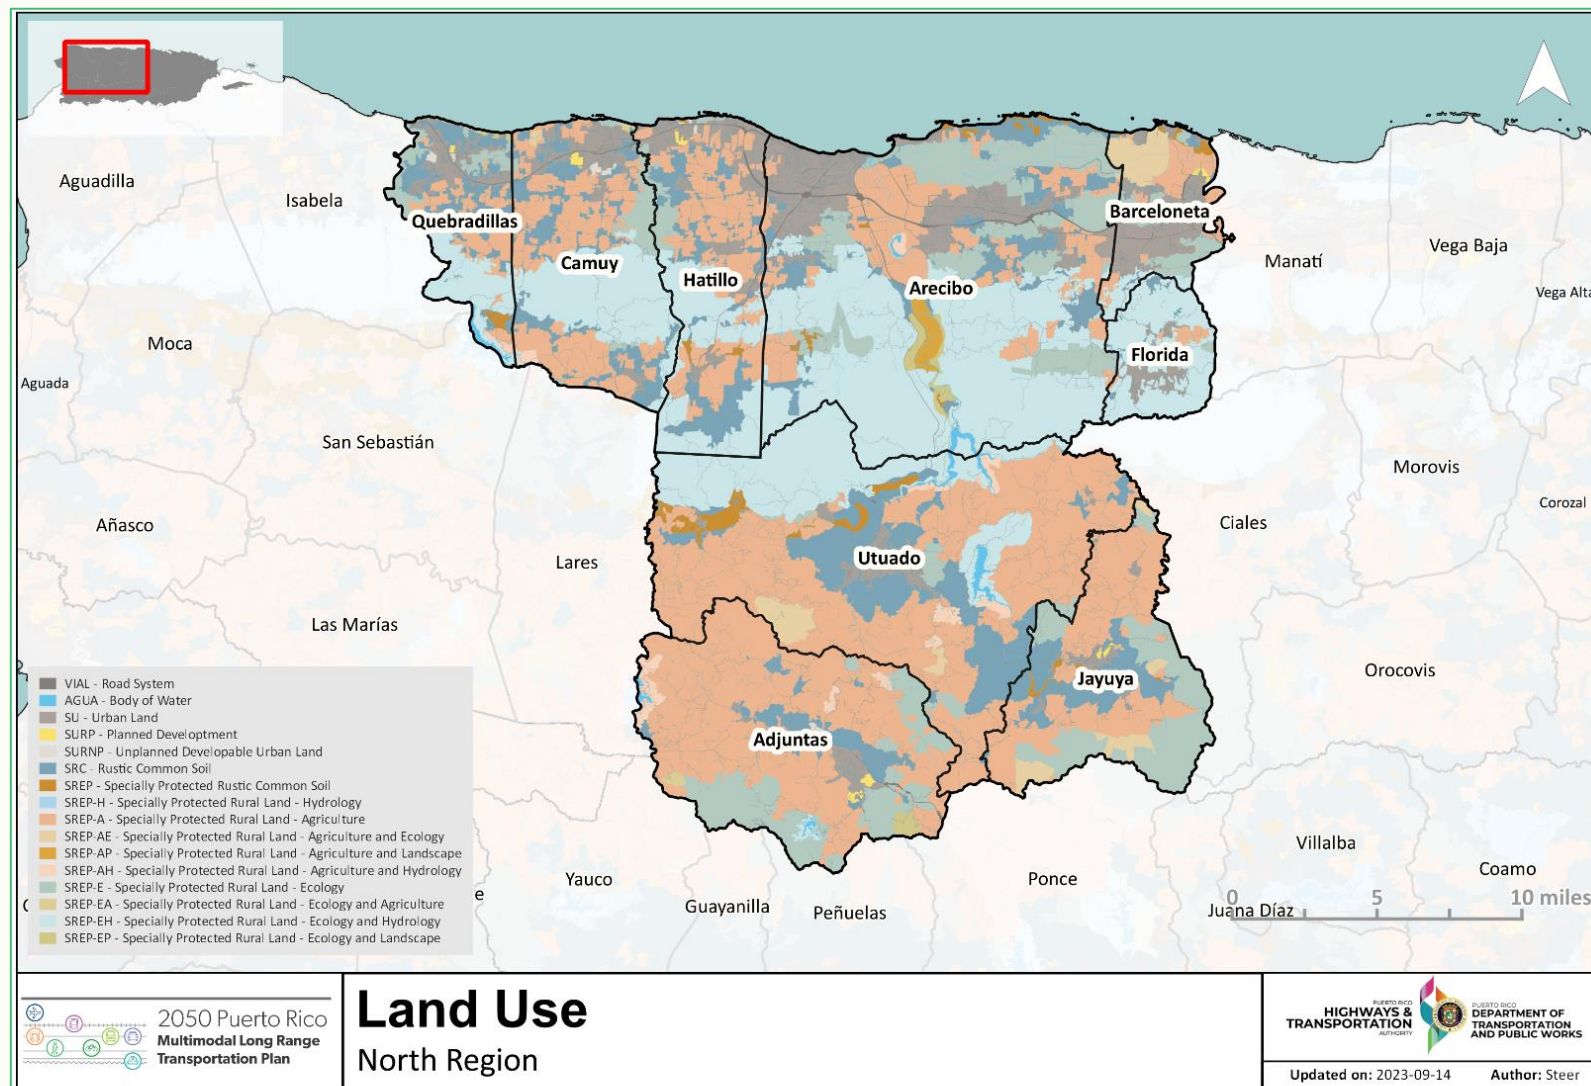 Aguadilla
Isabela
Quebradillas
Camuy
Hatillo
Arecibo
Barceloneta
Manatí
Vega Baja
Vega Alta
Moca
Aguada
Florida
San Sebastián
Morovis
Corozal
Añasco
Ciales
Lares
Utuado
Las Marías
Orocovis
Jayuya
Adjuntas
Villalba
Coamo
Yauco
Ponce
Guayanilla
Peñuelas
Juana Díaz
0 5 10 miles
VIAL - Road System
AGUA - Body of Water
SU - Urban Land
SURP - Planned Developtment
SURNP - Unplanned Developable Urban Land
SRC - Rustic Common Soil
SREP - Specially Protected Rustic Common Soil
SREP-H - Specially Protected Rural Land - Hydrology
SREP-A - Specially Protected Rural Land - Agriculture
SREP-AE - Specially Protected Rural Land - Agriculture and Ecology
SREP-AP - Specially Protected Rural Land - Agriculture and Landscape
SREP-AH - Specially Protected Rural Land - Agriculture and Hydrology
SREP-E - Specially Protected Rural Land - Ecology
SREP-EA - Specially Protected Rural Land - Ecology and Agriculture
SREP-EH - Specially Protected Rural Land - Ecology and Hydrology
SREP-EP - Specially Protected Rural Land - Ecology and Landscape
2050 Puerto Rico
Multimodal Long Range
Transportation Plan
Land Use
North Region
PUERTO RICO
HIGHWAYS &
TRANSPORTATION
AUTHORITY
PUERTO RICO
DEPARTMENT OF
TRANSPORTATION
AND PUBLIC WORKS
Updated on: 2023-09-14 Author: Steer